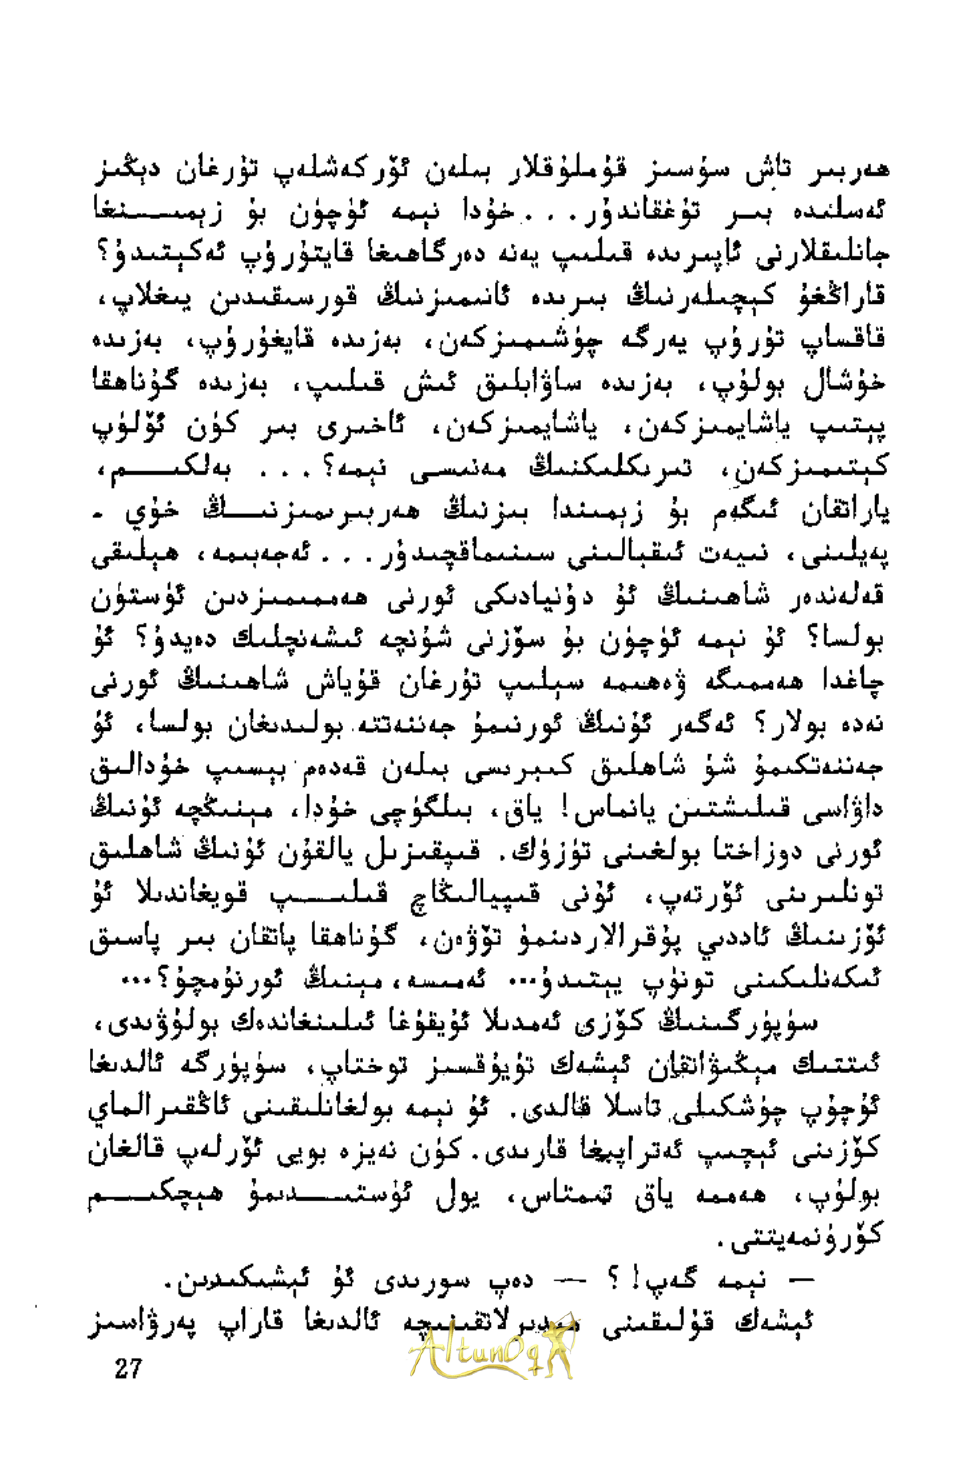 ھەربىر تاش سۇسىز قۇملۇقلار بىلەن ئۆركەشلەپ تۇرغان دېڭىز
ئەسلىدە بىر تۇغقاندۇر... خۇدا نېمە ئۈچۈن بۇ زېمىنغا
جانلىقلارنى ئاپىرىدە قىلىپ يەنە دەرگاھىغا قايتۇرۇپ ئەكېتىدۇ؟
قاراڭغۇ كېچىلەرنىڭ بىرىدە ئانىمىزنىڭ قورسىقىدىن يىغلاپ،
قاقساپ تۇرۇپ يەرگە چۈشىمىزكەن، بەزىدە قايغۇرۇپ، بەزىدە
خۇشال بولۇپ، بەزىدە ساۋابلىق ئىش قىلىپ، بەزىدە گۇناھقا
پېتىپ ياشايمىزكەن، ياشايمىزكەن، ئاخىرى بىر كۈن ئۆلۈپ
كېتىمىزكەن، تىرىكلىكنىڭ مەنىسى نېمە؟... بەلكىم،
ياراتقان ئىگەم بۇ زېمىندا بىزنىڭ ھەربىرىمىزنىڭ خۇي -
پەيلىنى، نىيەت ئىقبالىنى سىنىماقچىدۇر... ئەجەبىمە، ھېلىقى
قەلەندەر شاھىنىڭ ئۇ دۇنيادىكى ئورنى ھەممىمىزدىن ئۈستۈن
بولسا؟ ئۇ نېمە ئۈچۈن بۇ سۆزنى شۇنچە ئىشەنچلىك دەيدۇ؟ ئۇ
چاغدا ھەممىگە ۋەھىمە سېلىپ تۇرغان قۇياش شاھىنىڭ ئورنى
نەدە بولار؟ ئەگەر ئۇنىڭ ئورنىمۇ جەننەتتە بولىدىغان بولسا، ئۇ
جەننەتكىمۇ شۇ شاھلىق كىبرىسى بىلەن قەدەم بېسىپ خۇدالىق
داۋاسى قىلىشتىن يانماس! ياق، بىلگۈچى خۇدا، مېنىڭچە ئۇنىڭ
ئورنى دوزاختا بولغىنى تۈزۈك. قىپقىزىل يالقۇن ئۇنىڭ شاھلىق
تونلىرىنى ئۆرتەپ، ئۇنى قىپيالىڭاچ قىلىپ قويغاندىلا ئۇ
ئۆزىنىڭ ئاددىي پۇقرالاردىنمۇ تۆۋەن، گۇناھقا پاتقان بىر پاسىق
ئىكەنلىكىنى تونۇپ يېتىدۇ... ئەمىسە، مېنىڭ ئورنۇمچۇ؟...
سۈپۈرگىنىڭ كۆزى ئەمدىلا ئۇيقۇغا ئىلىنغاندەك بولۇۋىدى،
ئىتتىك مېڭىۋاتقان ئېشەك تۇيۇقسىز توختاپ، سۈپۈرگە ئالدىغا
ئۇچۇپ چۈشكىلى تاسلا قالدى. ئۇ نېمە بولغانلىقىنى ئاڭقىرالماي
كۆزىنى ئېچىپ ئەتراپىغا قارىدى. كۈن نەيزە بويى ئۆرلەپ قالغان
بولۇپ، ھەممە ياق تىمتاس، يول ئۈستىدىمۇ ھېچكىم
كۆرۈنمەيتتى.
— نېمە گەپ!؟ — دەپ سورىدى ئۇ ئېشىكىدىن.
ئېشەك قۇلىقىنى مىدىرلاتقىنىچە ئالدىغا قاراپ پەرۋاسىز
AltunOq
27